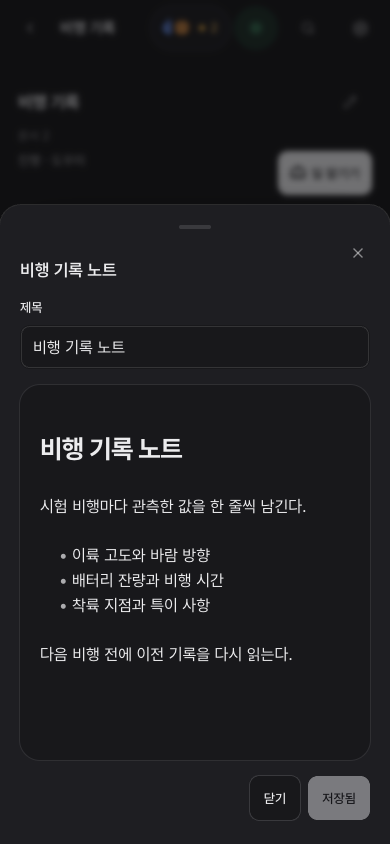 비행 기록
비행 기록
비행 기록 노트
제목
비행 기록 노트
비행 기록 노트
시험 비행마다 관측한 값을 한 줄씩 남긴다.
• 이륙 고도와 바람 방향
• 배터리 잔량과 비행 시간
• 착륙 지점과 특이 사항
다음 비행 전에 이전 기록을 다시 읽는다.
닫기
저장됨